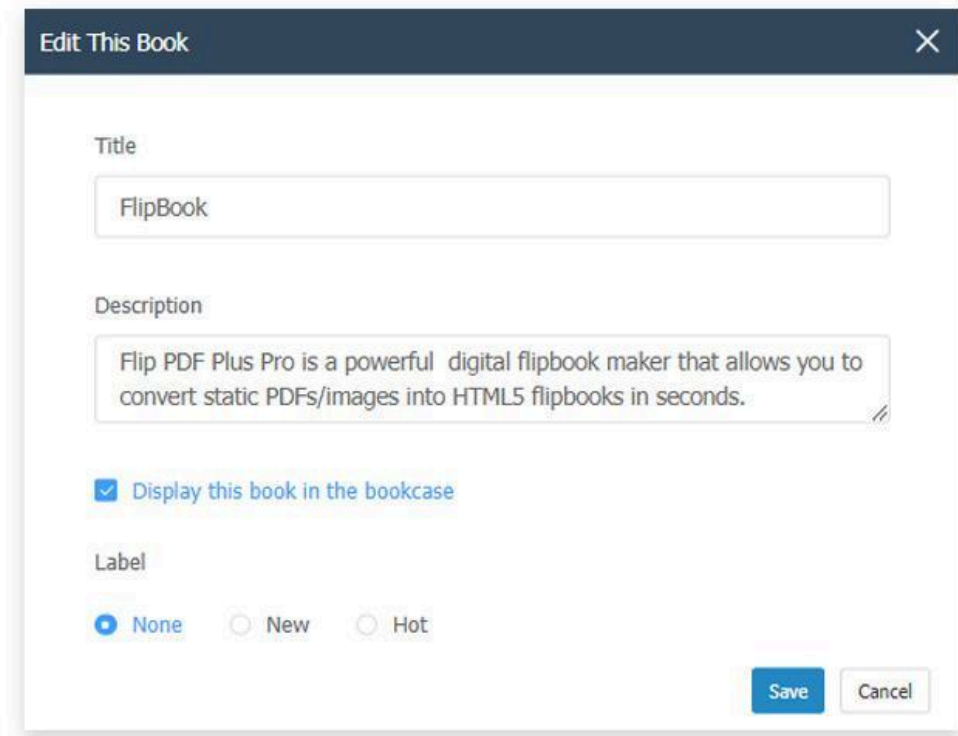 Edit This Book
Title
FlipBook
Description
Flip PDF Plus Pro is a powerful  digital flipbook maker that allows you to
convert static PDFs/images into HTML5 flipbooks in seconds.
Display this book in the bookcase
Label
None New Hot
Save Cancel